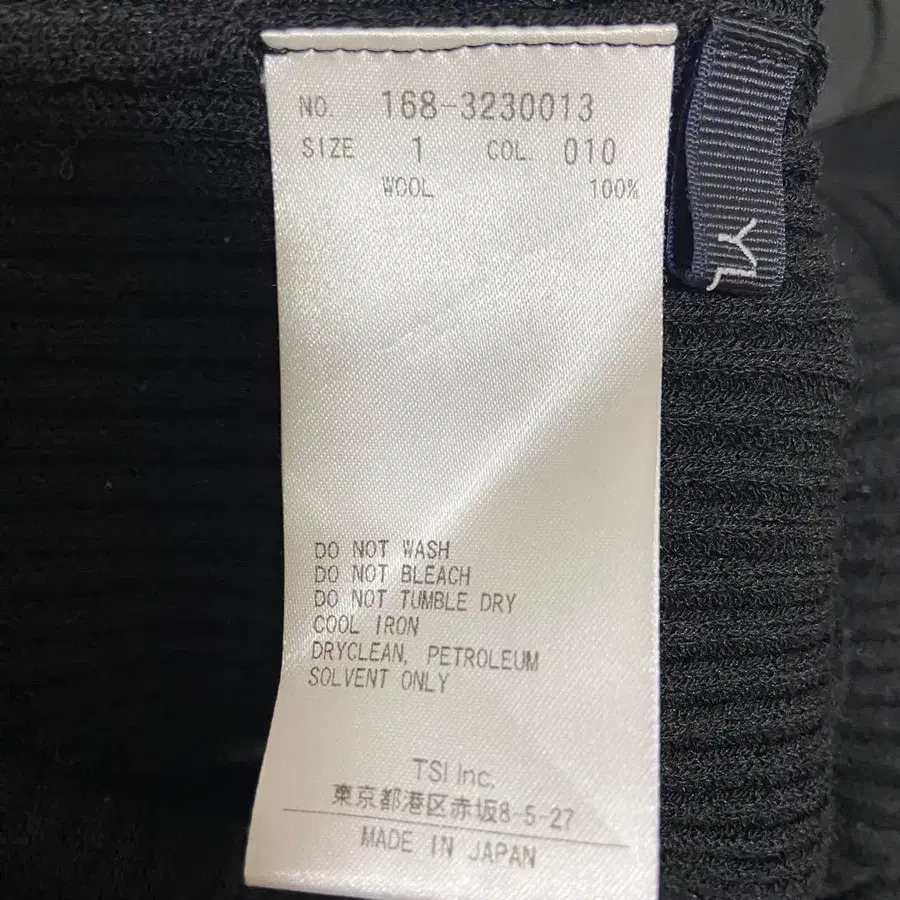 NO. 168-3230013
SIZE 1 COL. 010
WOOL 100%
DO NOT WASH
DO NOT BLEACH
DO NOT TUMBLE DRY
COOL IRON
DRYCLEAN, PETROLEUM
SOLVENT ONLY
TSI Inc.
東京都港区赤坂8-5-27
MADE IN JAPAN